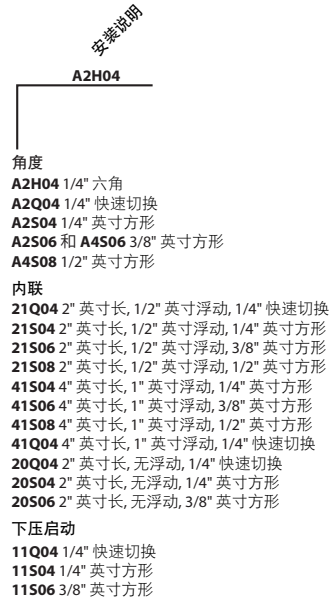 安装说明
A2H04
角度
A2H04 1/4" 六角
A2Q04 1/4" 快速切换
A2S04 1/4" 英寸方形
A2S06 和 A4S06 3/8" 英寸方形
A4S08 1/2" 英寸方形
内联
21Q04 2" 英寸长, 1/2" 英寸浮动, 1/4" 快速切换
21S04 2" 英寸长, 1/2" 英寸浮动, 1/4" 英寸方形
21S06 2" 英寸长, 1/2" 英寸浮动, 3/8" 英寸方形
21S08 2" 英寸长, 1/2" 英寸浮动, 1/2" 英寸方形
41S04 4" 英寸长, 1" 英寸浮动, 1/4" 英寸方形
41S06 4" 英寸长, 1" 英寸浮动, 3/8" 英寸方形
41S08 4" 英寸长, 1" 英寸浮动, 1/2" 英寸方形
41Q04 4" 英寸长, 1" 英寸浮动, 1/4" 快速切换
20Q04 2" 英寸长, 无浮动, 1/4" 快速切换
20S04 2" 英寸长, 无浮动, 1/4" 英寸方形
20S06 2" 英寸长, 无浮动, 3/8" 英寸方形
下压启动
11Q04 1/4" 快速切换
11S04 1/4" 英寸方形
11S06 3/8" 英寸方形